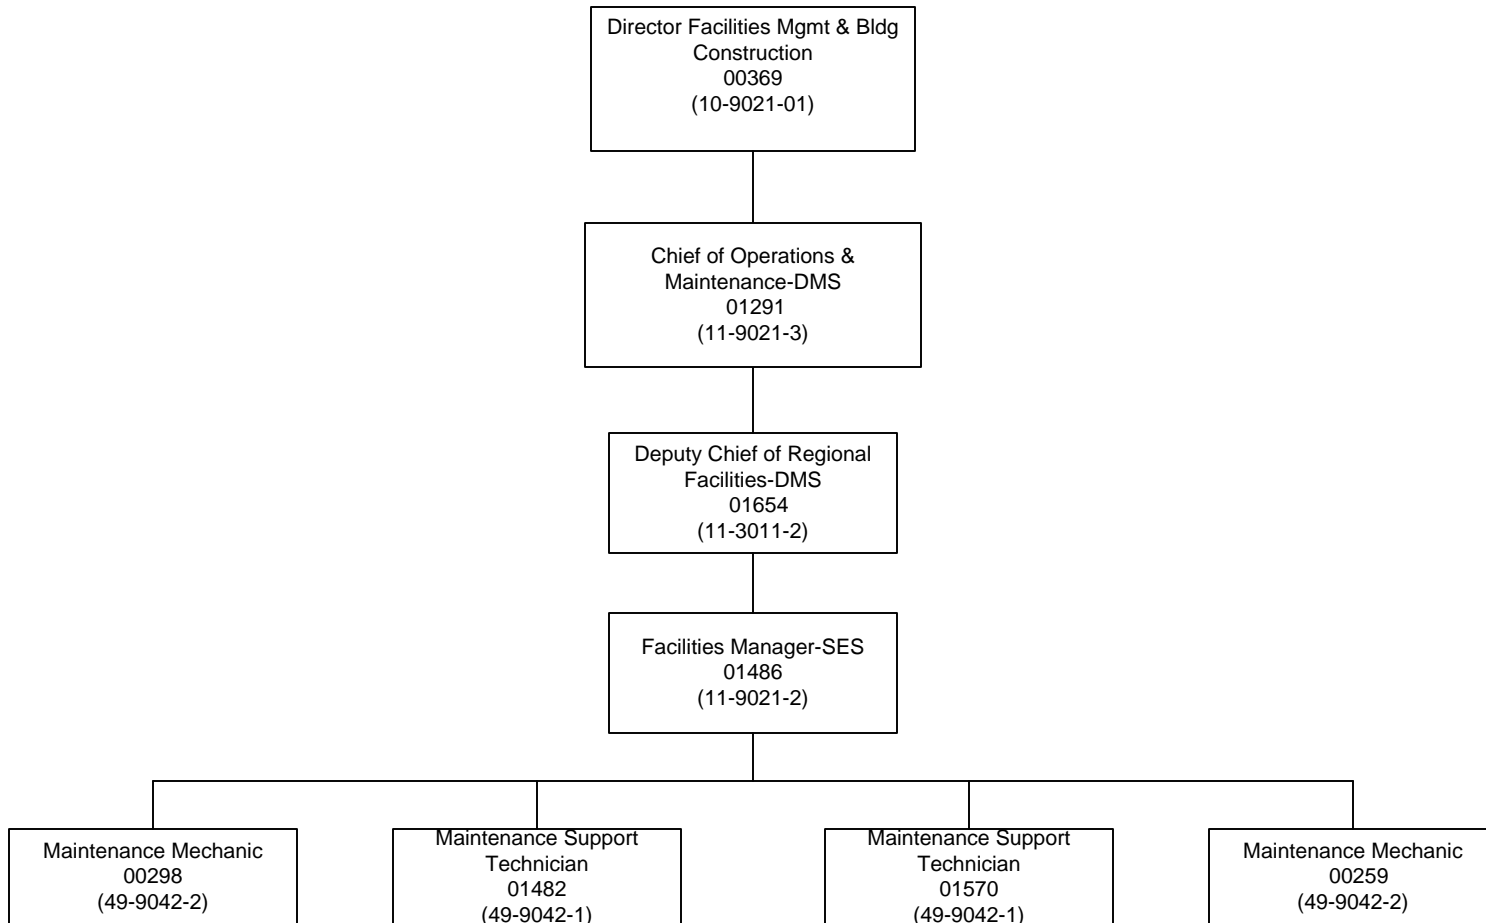 Director Facilities Mgmt & Bldg
Construction
00369
(10-9021-01)
Chief of Operations &
Maintenance-DMS
01291
(11-9021-3)
Deputy Chief of Regional
Facilities-DMS
01654
(11-3011-2)
Facilities Manager-SES
01486
(11-9021-2)
Maintenance Mechanic
00298
(49-9042-2)
Maintenance Support
Technician
01482
(49-9042-1)
Maintenance Support
Technician
01570
(49-9042-1)
Maintenance Mechanic
00259
(49-9042-2)